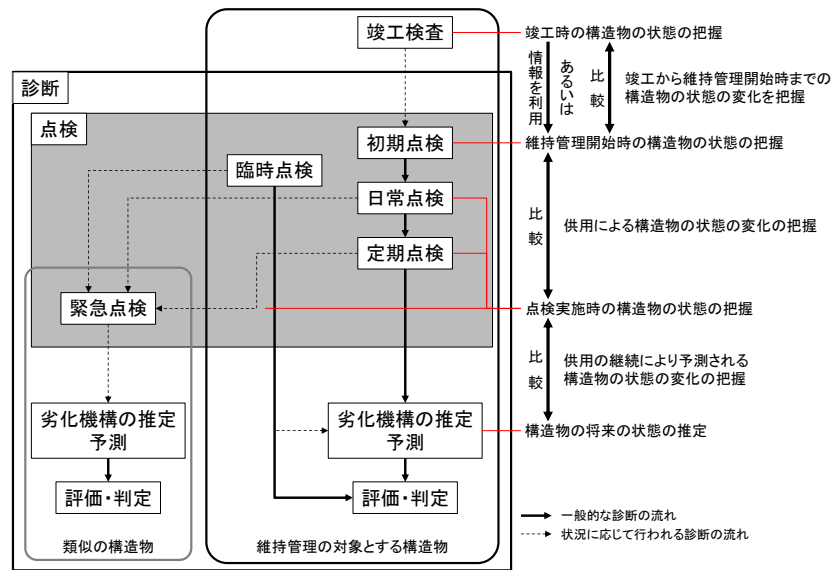 竣工検査
竣工時の構造物の状態の把握
情報を利用
あるいは
比較
竣工から維持管理開始時までの
構造物の状態の変化を把握
診断
点検
初期点検
維持管理開始時の構造物の状態の把握
臨時点検
日常点検
比較
供用による構造物の状態の変化の把握
定期点検
緊急点検
点検実施時の構造物の状態の把握
比較
供用の継続により予測される
構造物の状態の変化の把握
劣化機構の推定
予測
劣化機構の推定
予測
構造物の将来の状態の推定
評価・判定
評価・判定
一般的な診断の流れ
状況に応じて行われる診断の流れ
類似の構造物
維持管理の対象とする構造物